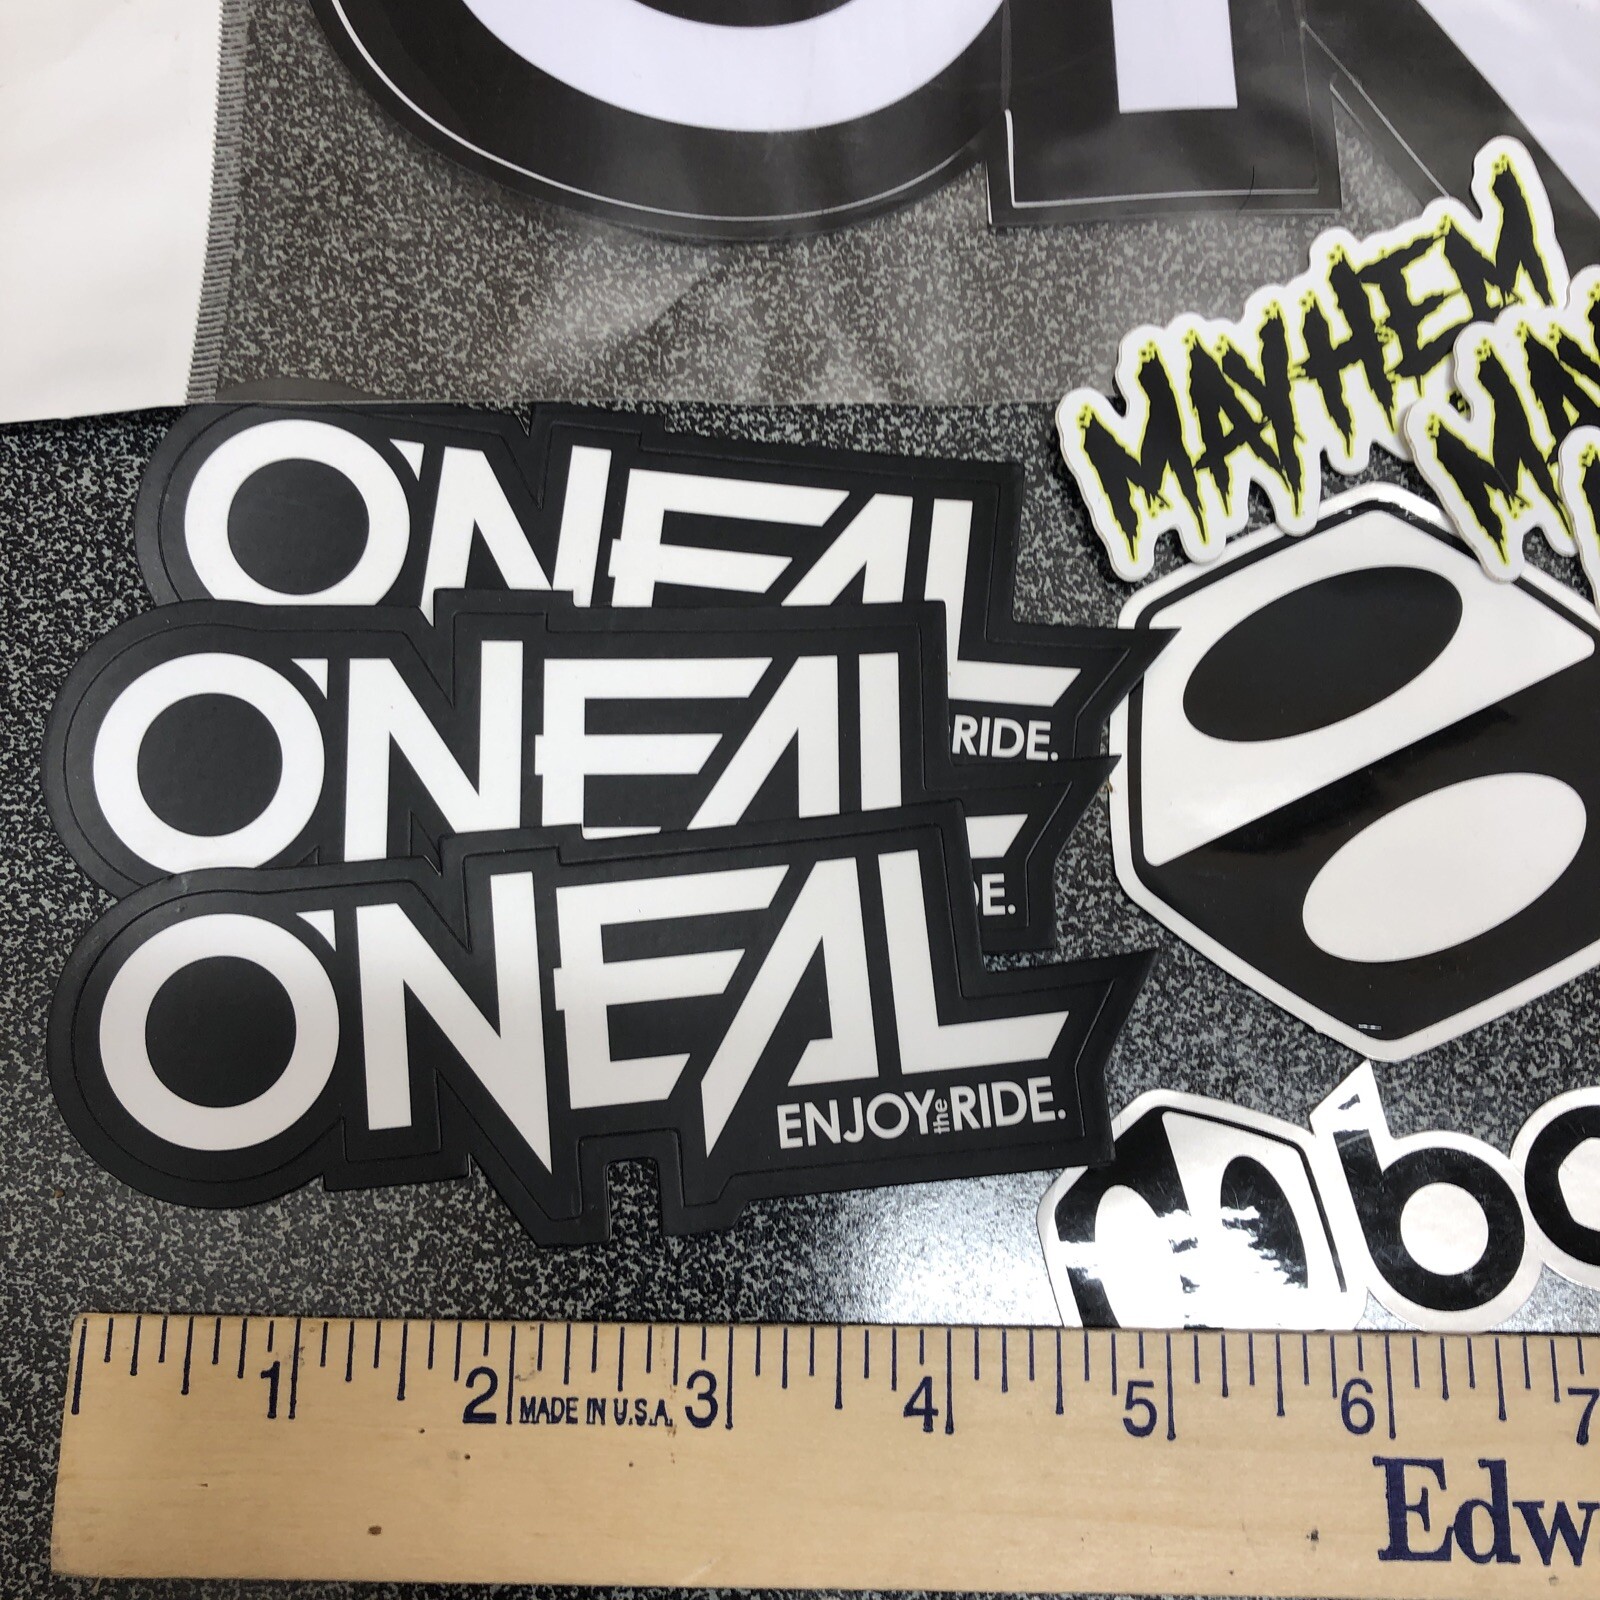 MAYHEM
O'NEAL
RIDE.
O'NEAL
O'NEAL
ENJOY the RIDE.
1 2 3 4 5 6 7
MADE IN U.S.A.